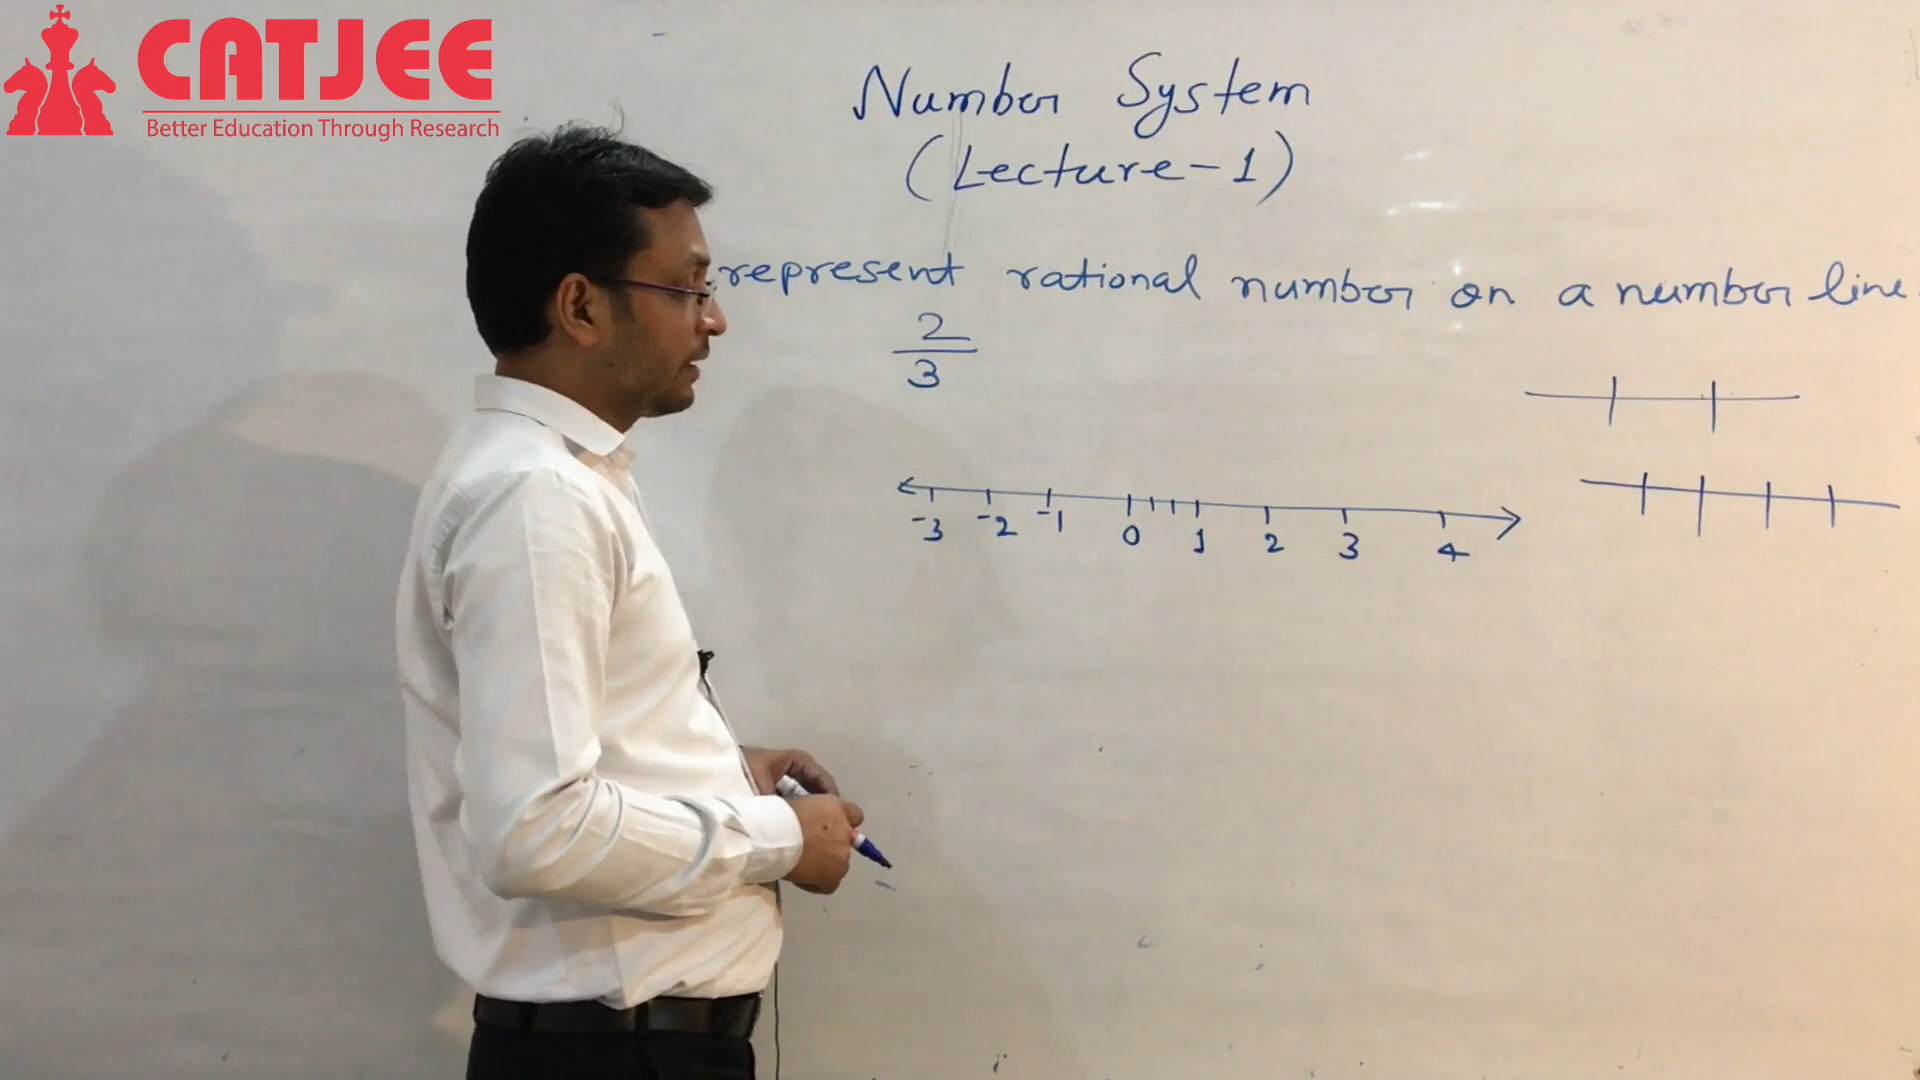 CATJEE
Better Education Through Research
Number System
(Lecture-1)
represent rational number on a number line.
2
3
-3 -2 -1 0 1 2 3 4